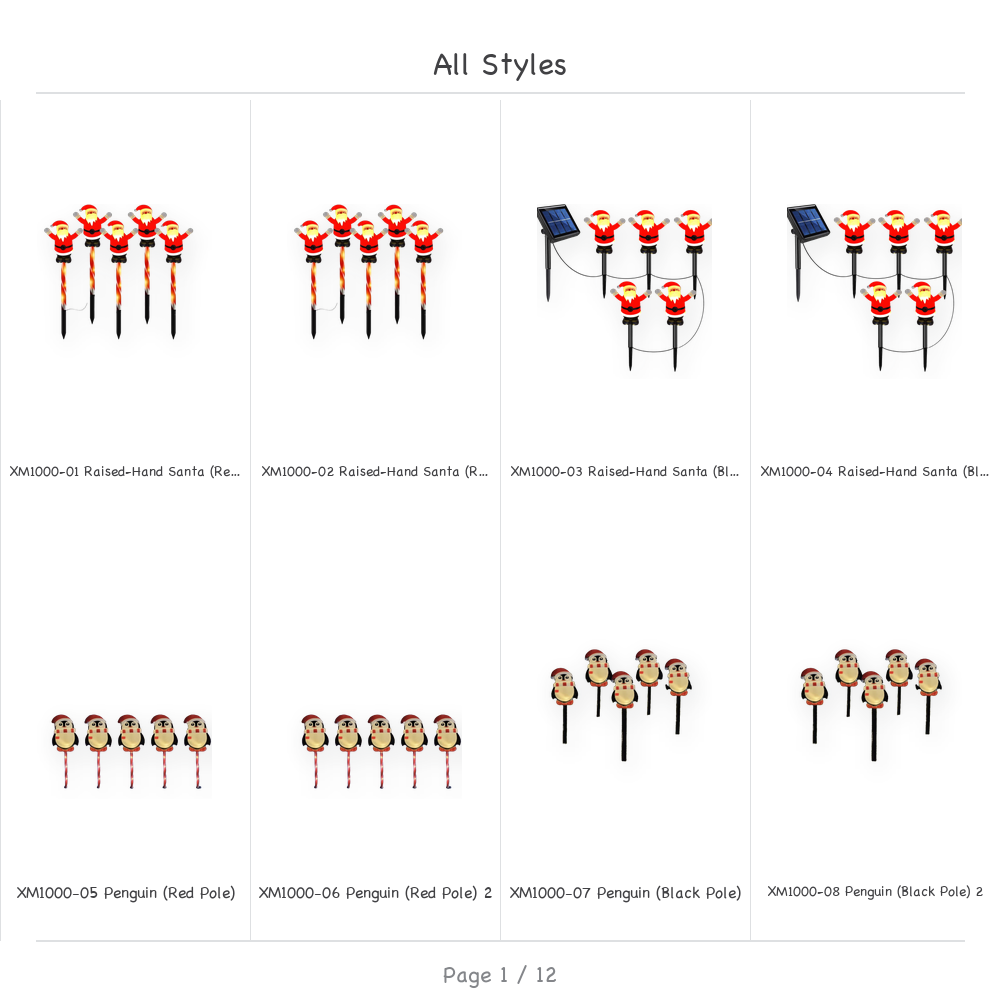 All Styles
XM1000-01 Raised-Hand Santa (Re...
XM1000-02 Raised-Hand Santa (R...
XM1000-03 Raised-Hand Santa (Bl...
XM1000-04 Raised-Hand Santa (Bl...
XM1000-05 Penguin (Red Pole)
XM1000-06 Penguin (Red Pole) 2
XM1000-07 Penguin (Black Pole)
XM1000-08 Penguin (Black Pole) 2
Page 1 / 12